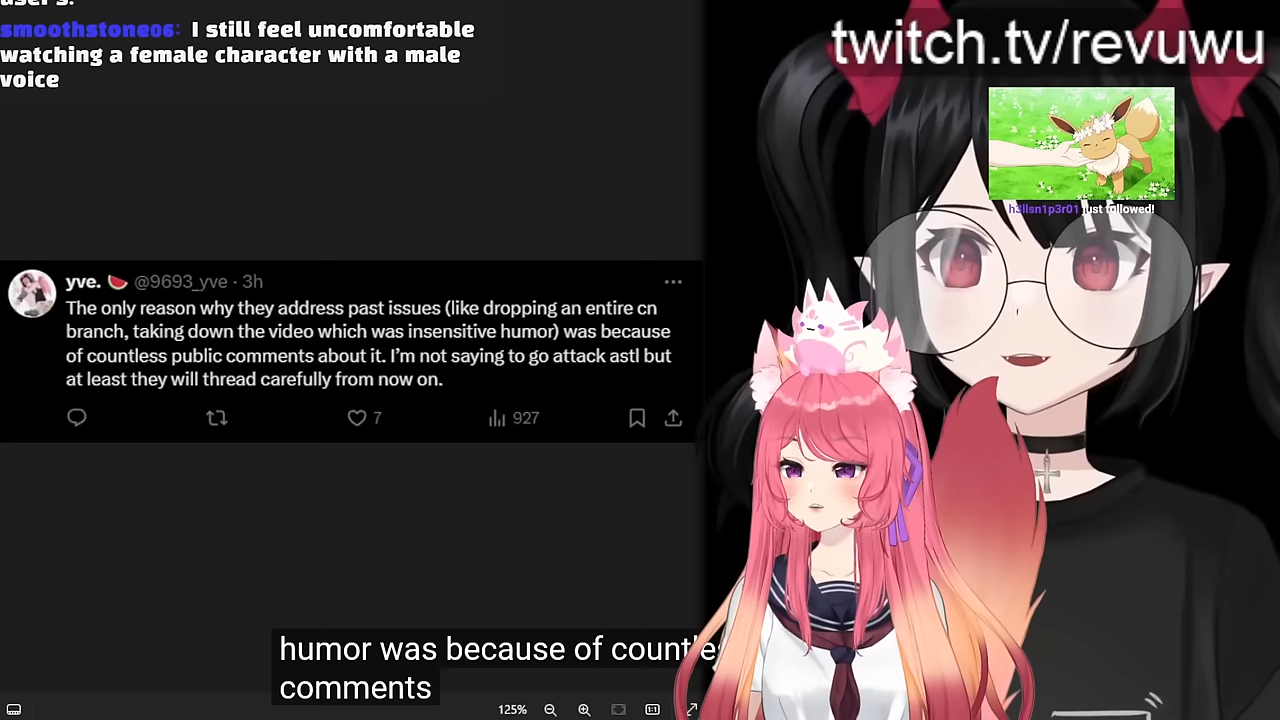 user's.
smoothstone06: I still feel uncomfortable
watching a female character with a male
voice
twitch.tv/revuwu
h3llsn1p3r01 just followed!
yve. 🍉 @9693_yve · 3h
The only reason why they address past issues (like dropping an entire cn
branch, taking down the video which was insensitive humor) was because
of countless public comments about it. I'm not saying to go attack astl but
at least they will thread carefully from now on.
7
927
humor was because of countles
comments
125%